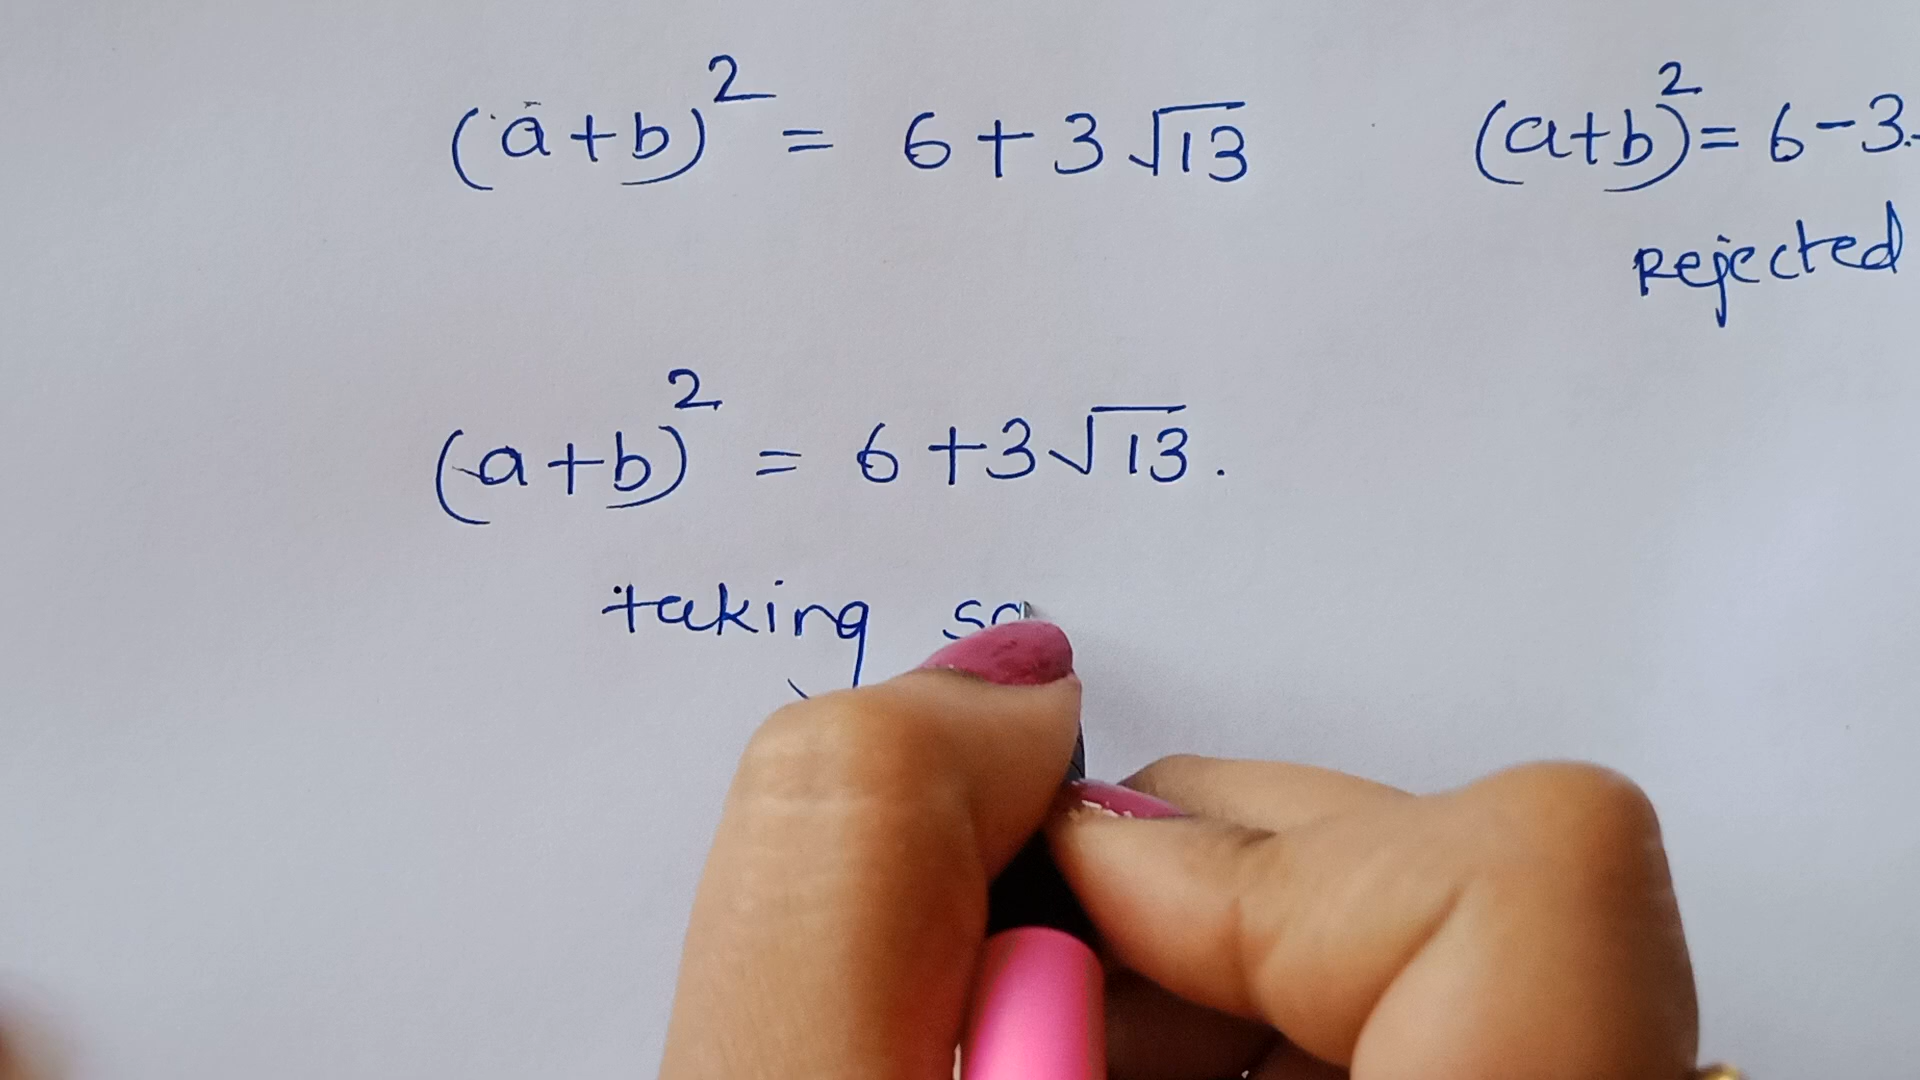 (a+b)² = 6+3√13
(a+b)² = 6-3.
Rejected
(a+b)² = 6+3√13.
taking